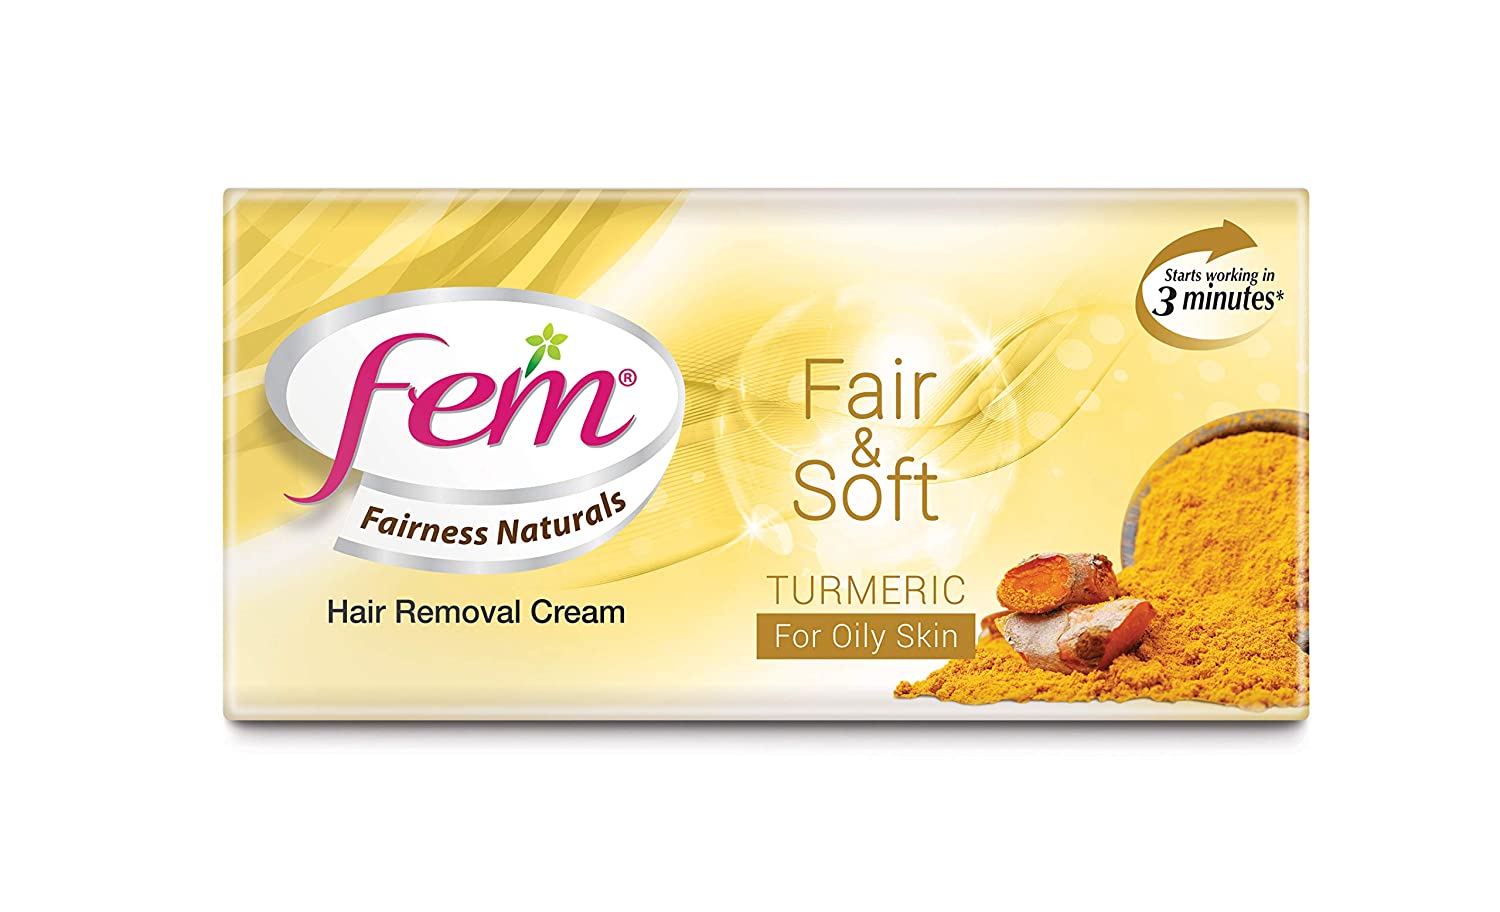 fem®
Fairness Naturals
Hair Removal Cream
Fair
&
Soft
TURMERIC
For Oily Skin
Starts working in
3 minutes*